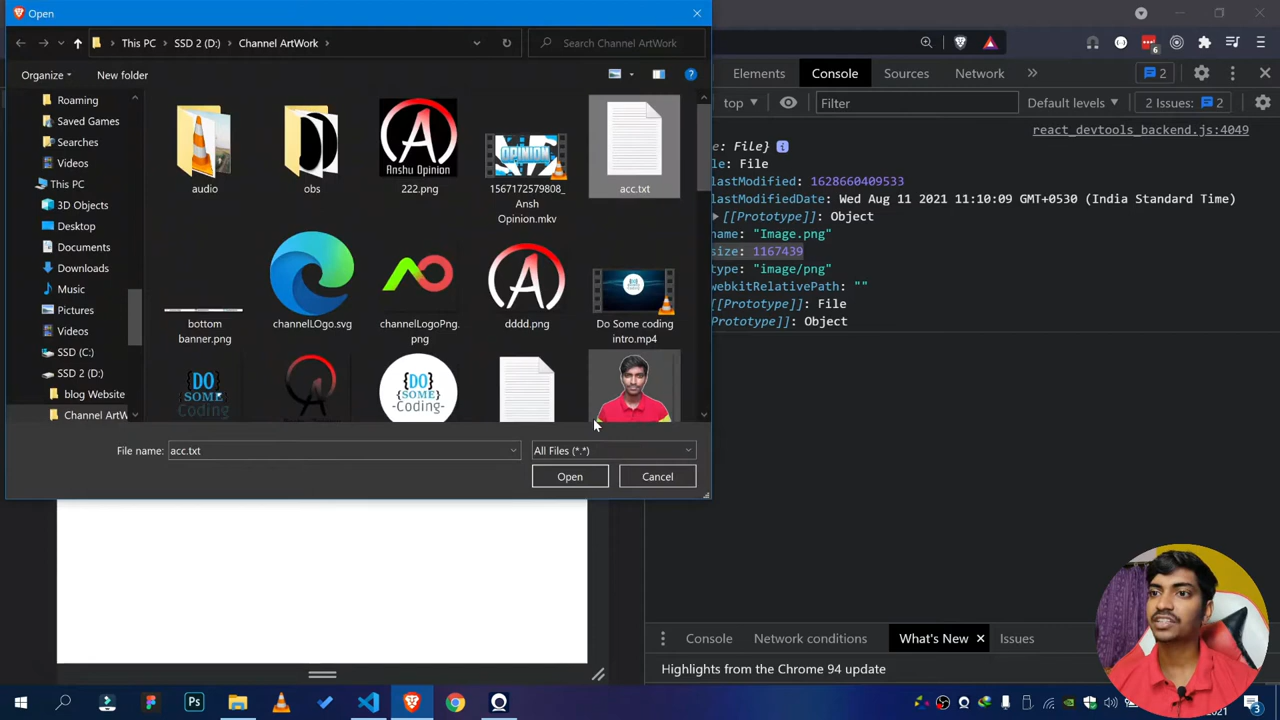 Open
This PC
SSD 2 (D:)
Channel ArtWork
Search Channel ArtWork
Organize
New folder
Roaming
Saved Games
Searches
Videos
This PC
3D Objects
Desktop
Documents
Downloads
Music
Pictures
Videos
SSD (C:)
SSD 2 (D:)
blog Website
Channel ArtW
audio
obs
Anshu Opinion
222.png
OPINION
1567172579808_
Ansh
Opinion.mkv
acc.txt
bottom
banner.png
channelLOgo.svg
channelLogoPng.
png
dddd.png
Do Some coding
intro.mp4
DO
SOME
CODING
DO
SOME
-Coding-
File name:
acc.txt
All Files (*.*)
Open
Cancel
Elements
Console
Sources
Network
2
top
Filter
Default levels
2 Issues:
2
react_devtools_backend.js:4049
: File}
le: File
lastModified: 1628660409533
lastModifiedDate: Wed Aug 11 2021 11:10:09 GMT+0530 (India Standard Time)
[[Prototype]]: Object
name: "Image.png"
size: 1167439
type: "image/png"
webkitRelativePath: ""
[[Prototype]]: File
Prototype]]: Object
Console
Network conditions
What's New
Issues
Highlights from the Chrome 94 update
6
Ps
2021
3